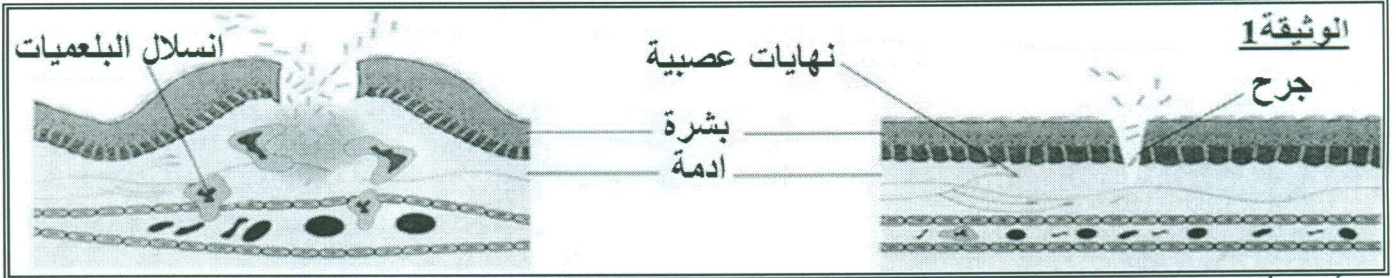 الوثيقة1
جرح
نهايات عصبية
انسلال البلعميات
بشرة
ادمة